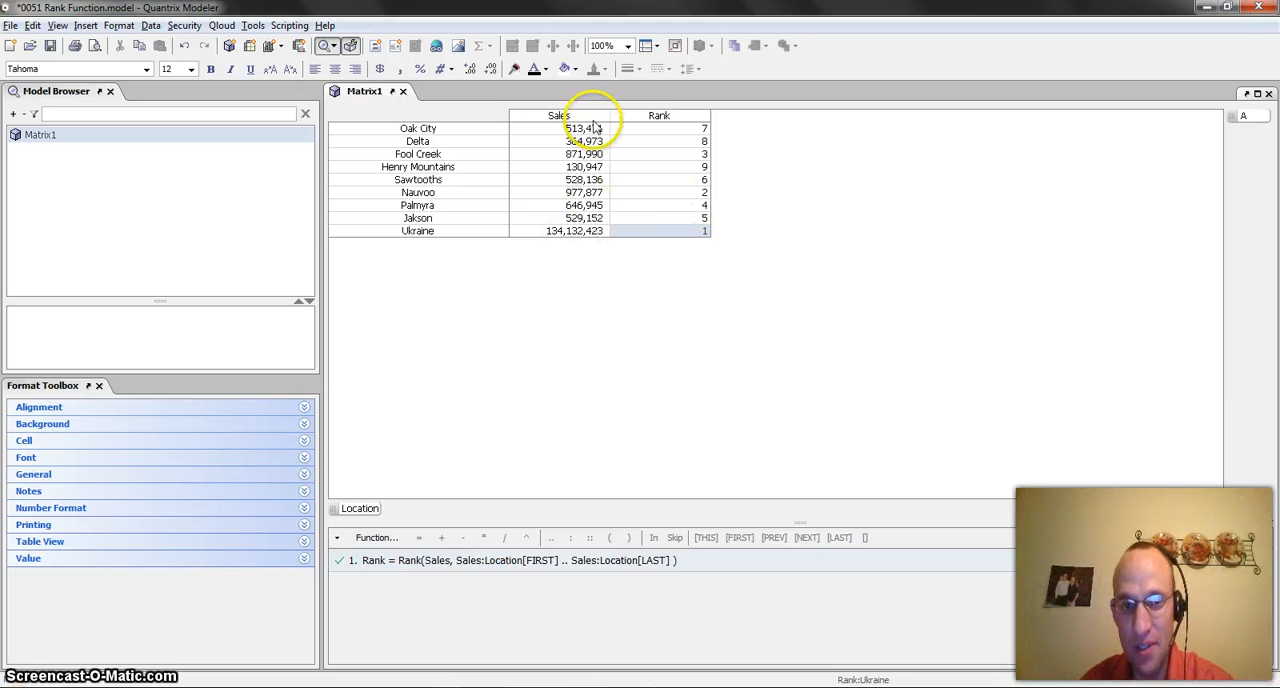 *0051 Rank Function.model - Quantrix Modeler
File Edit View Insert Format Data Security Qloud Tools Scripting Help
100%
Tahoma 12 B I U
Model Browser
Matrix1
Matrix1
Sales Rank
A
Oak City 7
Delta 8
Fool Creek 871,990 3
Henry Mountains 130,947 9
Sawtooths 528,136 6
Nauvoo 977,877 2
Palmyra 646,945 4
Jakson 529,152 5
Ukraine 134,132,423 1
Format Toolbox
Alignment
Background
Cell
Font
General
Notes
Number Format
Printing
Table View
Value
Location
Function... = + - * / ^ .. : :: ( ) In Skip [THIS] [FIRST] [PREV] [NEXT] [LAST] []
1. Rank = Rank(Sales, Sales:Location[FIRST] .. Sales:Location[LAST] )
Screencast-O-Matic.com
Rank:Ukraine